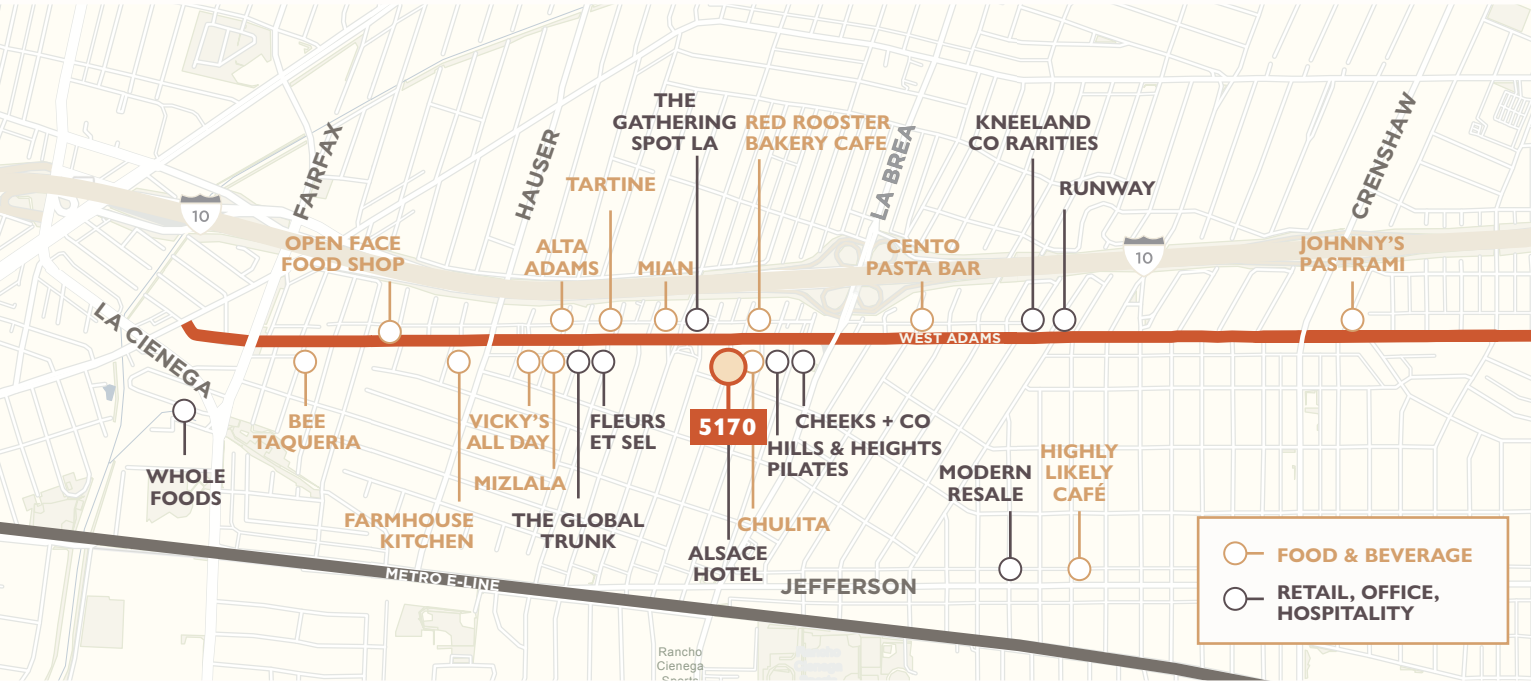 THE
GATHERING
SPOT LA
RED ROOSTER
BAKERY CAFE
KNEELAND
CO RARITIES
FAIRFAX
HAUSER
LA BREA
CRENSHAW
TARTINE
RUNWAY
10
OPEN FACE
FOOD SHOP
ALTA
ADAMS
MIAN
CENTO
PASTA BAR
10
JOHNNY'S
PASTRAMI
WEST ADAMS
LA CIENEGA
BEE
TAQUERIA
VICKY'S
ALL DAY
FLEURS
ET SEL
5170
CHEEKS + CO
HILLS & HEIGHTS
PILATES
WHOLE
FOODS
MIZLALA
MODERN
RESALE
HIGHLY
LIKELY
CAFÉ
FARMHOUSE
KITCHEN
THE GLOBAL
TRUNK
CHULITA
ALSACE
HOTEL
METRO E-LINE
JEFFERSON
FOOD & BEVERAGE
RETAIL, OFFICE,
HOSPITALITY
Rancho
Cienega
Sports